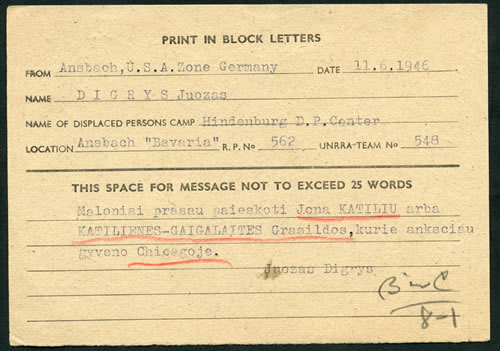 PRINT IN BLOCK LETTERS
FROM Ansbach,U.S.A.Zone Germany DATE 11.6.1946
NAME D I G R Y S Juozas
NAME OF DISPLACED PERSONS CAMP Hindenburg D.P.Center
LOCATION Ansbach "Bavaria" R.P. No 562 UNRRA-TEAM No 548
THIS SPACE FOR MESSAGE NOT TO EXCEED 25 WORDS
Maloniai prasau paieskoti Jona KATILIU arba
KATILIENES-GAIGALAITES Grasildos,kurie anksciau
gyveno Chicagoje.
Juozas Digrys
8-1